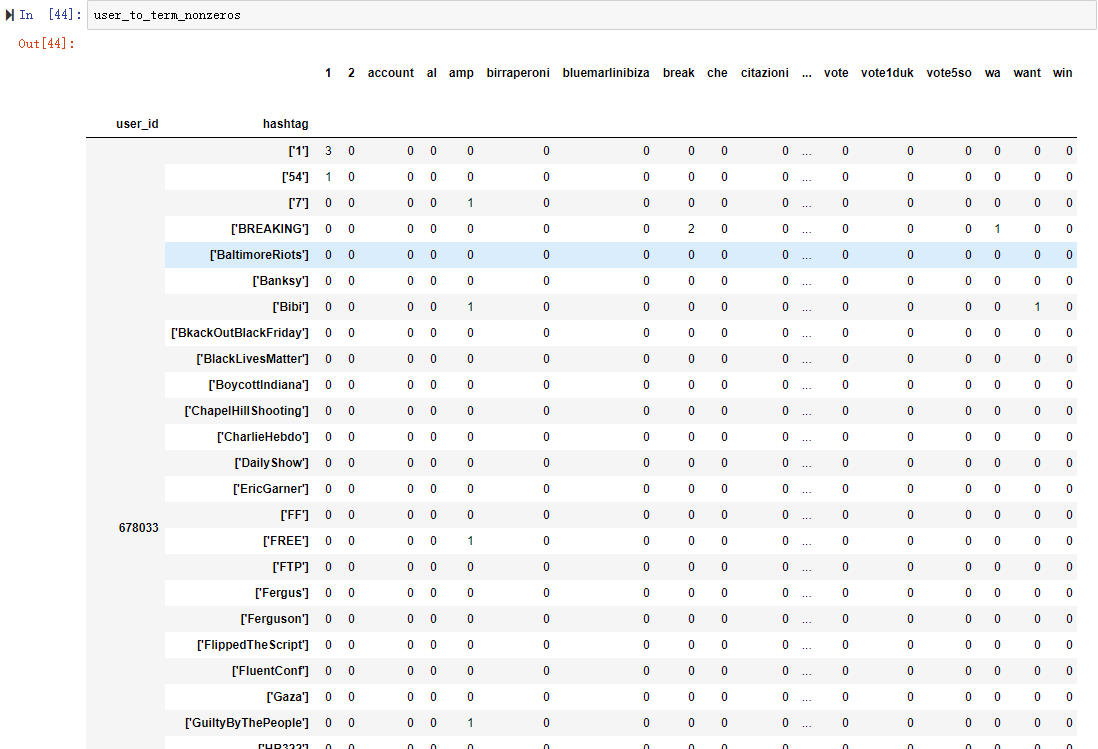 In [44]: user_to_term_nonzeros
Out[44]:
1 2 account al amp birraperoni bluemarlinibiza break che citazioni ... vote vote1duk vote5so wa want win
user_id hashtag
['1'] 3 0 0 0 0 0 0 0 0 0 ... 0 0 0 0 0 0
['54'] 1 0 0 0 0 0 0 0 0 0 ... 0 0 0 0 0 0
['7'] 0 0 0 0 1 0 0 0 0 0 ... 0 0 0 0 0 0
['BREAKING'] 0 0 0 0 0 0 0 2 0 0 ... 0 0 0 1 0 0
['BaltimoreRiots'] 0 0 0 0 0 0 0 0 0 0 ... 0 0 0 0 0 0
['Banksy'] 0 0 0 0 0 0 0 0 0 0 ... 0 0 0 0 0 0
['Bibi'] 0 0 0 0 1 0 0 0 0 0 ... 0 0 0 0 1 0
['BkackOutBlackFriday'] 0 0 0 0 0 0 0 0 0 0 ... 0 0 0 0 0 0
['BlackLivesMatter'] 0 0 0 0 0 0 0 0 0 0 ... 0 0 0 0 0 0
['BoycottIndiana'] 0 0 0 0 0 0 0 0 0 0 ... 0 0 0 0 0 0
['ChapelHillShooting'] 0 0 0 0 0 0 0 0 0 0 ... 0 0 0 0 0 0
['CharlieHebdo'] 0 0 0 0 0 0 0 0 0 0 ... 0 0 0 0 0 0
['DailyShow'] 0 0 0 0 0 0 0 0 0 0 ... 0 0 0 0 0 0
['EricGarner'] 0 0 0 0 0 0 0 0 0 0 ... 0 0 0 0 0 0
['FF'] 0 0 0 0 0 0 0 0 0 0 ... 0 0 0 0 0 0
678033
['FREE'] 0 0 0 0 1 0 0 0 0 0 ... 0 0 0 0 0 0
['FTP'] 0 0 0 0 0 0 0 0 0 0 ... 0 0 0 0 0 0
['Fergus'] 0 0 0 0 0 0 0 0 0 0 ... 0 0 0 0 0 0
['Ferguson'] 0 0 0 0 0 0 0 0 0 0 ... 0 0 0 0 0 0
['FlippedTheScript'] 0 0 0 0 0 0 0 0 0 0 ... 0 0 0 0 0 0
['FluentConf'] 0 0 0 0 0 0 0 0 0 0 ... 0 0 0 0 0 0
['Gaza'] 0 0 0 0 0 0 0 0 0 0 ... 0 0 0 0 0 0
['GuiltyByThePeople'] 0 0 0 0 1 0 0 0 0 0 ... 0 0 0 0 0 0